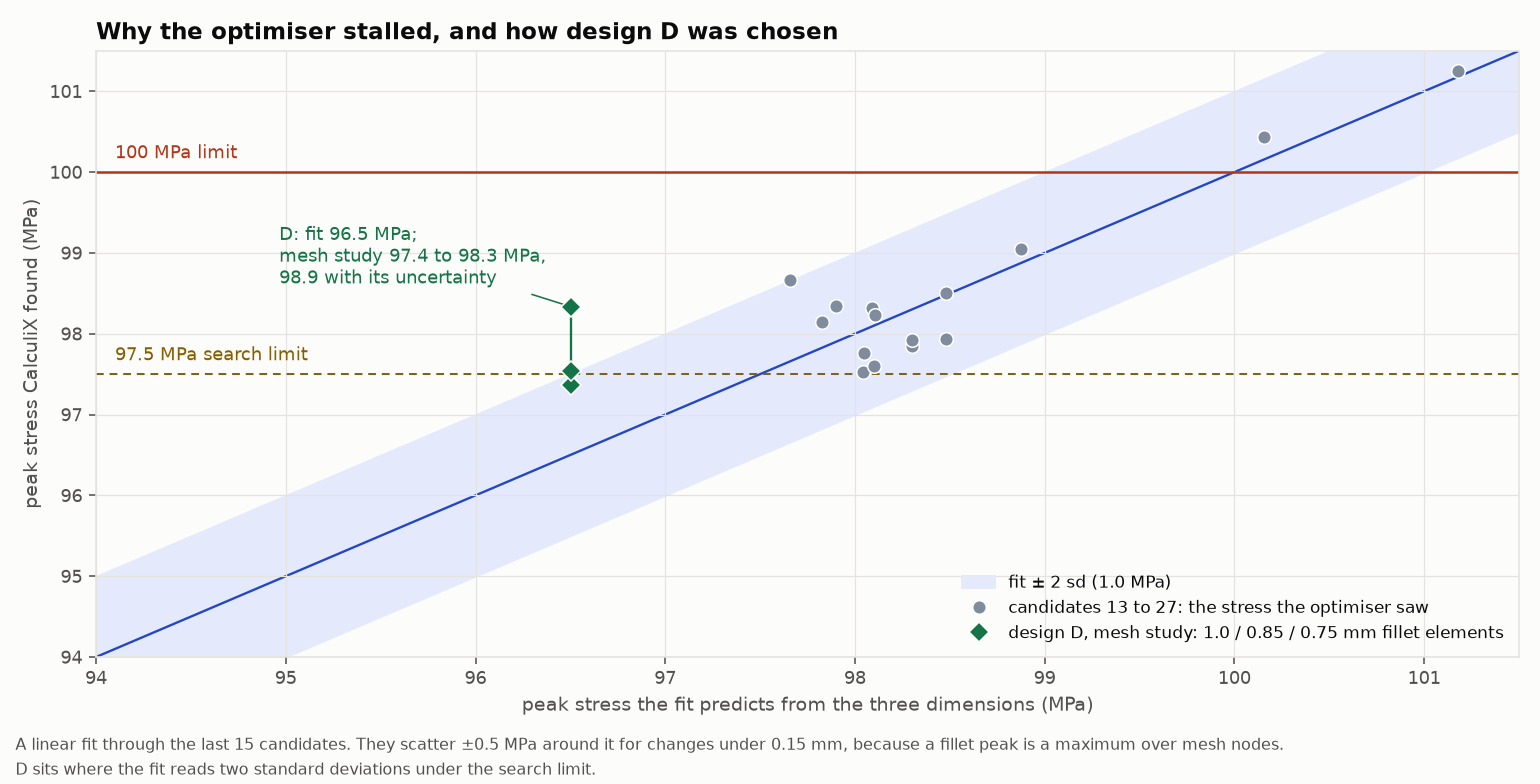 Why the optimiser stalled, and how design D was chosen
peak stress CalculiX found (MPa)
101
100
99
98
97
96
95
94
100 MPa limit
D: fit 96.5 MPa;
mesh study 97.4 to 98.3 MPa,
98.9 with its uncertainty
97.5 MPa search limit
fit ± 2 sd (1.0 MPa)
candidates 13 to 27: the stress the optimiser saw
design D, mesh study: 1.0 / 0.85 / 0.75 mm fillet elements
94
95
96
97
98
99
100
101
peak stress the fit predicts from the three dimensions (MPa)
A linear fit through the last 15 candidates. They scatter ±0.5 MPa around it for changes under 0.15 mm, because a fillet peak is a maximum over mesh nodes.
D sits where the fit reads two standard deviations under the search limit.